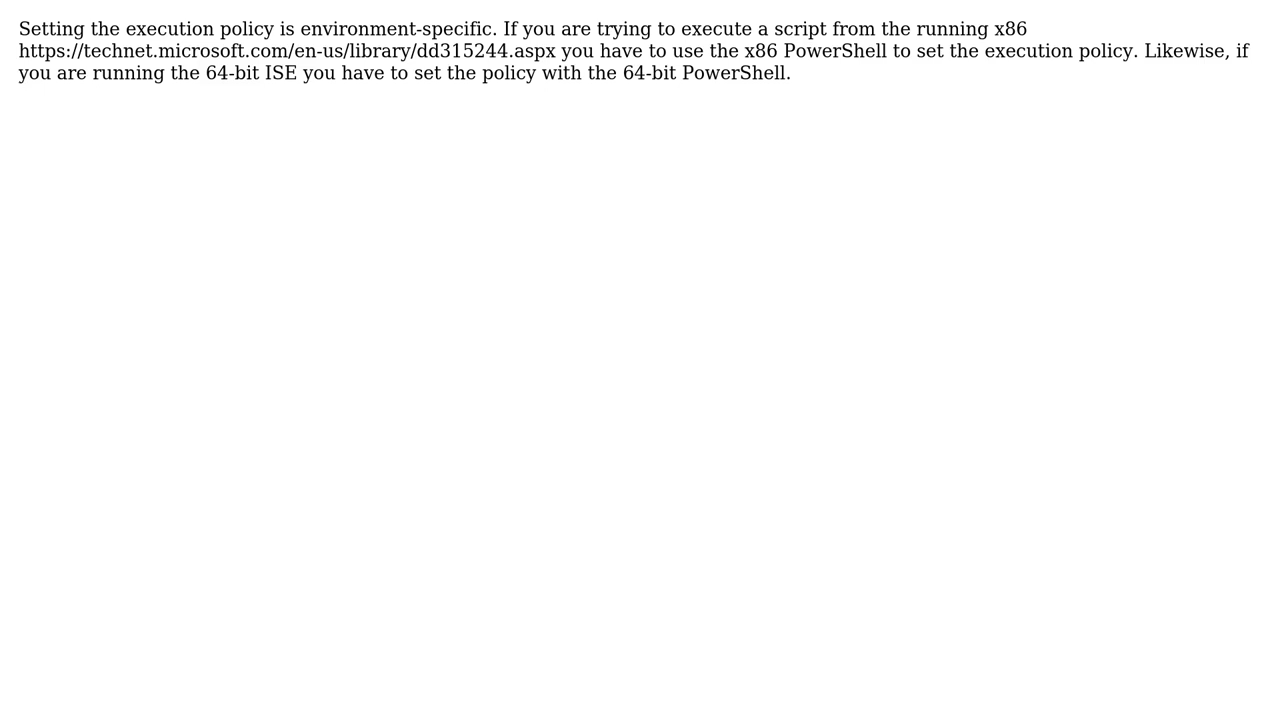 Setting the execution policy is environment-specific. If you are trying to execute a script from the running x86
https://technet.microsoft.com/en-us/library/dd315244.aspx you have to use the x86 PowerShell to set the execution policy. Likewise, if
you are running the 64-bit ISE you have to set the policy with the 64-bit PowerShell.